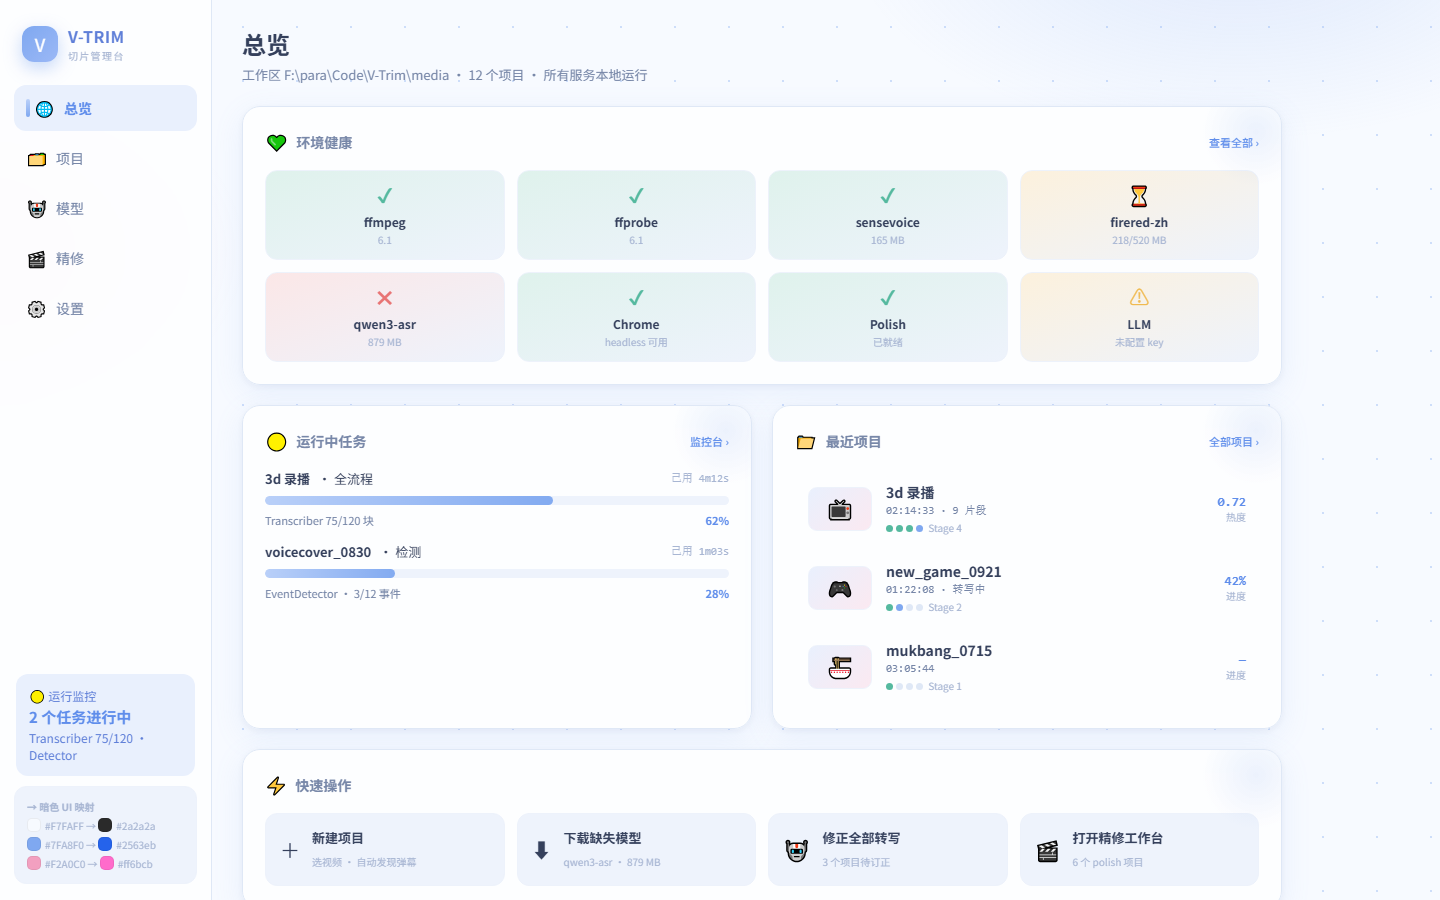 V
V-TRIM
切片管理台
总览
项目
模型
精修
设置
运行监控
2 个任务进行中
Transcriber 75/120 ·
Detector
→ 暗色 UI 映射
#F7FAFF → #2a2a2a
#7FA8F0 → #2563eb
#F2A0C0 → #ff6bcb
总览
工作区 F:\para\Code\V-Trim\media · 12 个项目 · 所有服务本地运行
环境健康
查看全部 ›
ffmpeg
6.1
ffprobe
6.1
sensevoice
165 MB
firered-zh
218/520 MB
qwen3-asr
879 MB
Chrome
headless 可用
Polish
已就绪
LLM
未配置 key
运行中任务
监控台 ›
3d 录播 · 全流程
己用 4m12s
Transcriber 75/120 块
62%
voicecover_0830 · 检测
己用 1m03s
EventDetector · 3/12 事件
28%
最近项目
全部项目 ›
3d 录播
02:14:33 · 9 片段
Stage 4
0.72
热度
new_game_0921
01:22:08 · 转写中
Stage 2
42%
进度
mukbang_0715
03:05:44
Stage 1
—
进度
快速操作
新建项目
选视频 · 自动发现弹幕
下载缺失模型
qwen3-asr · 879 MB
修正全部转写
3 个项目待订正
打开精修工作台
6 个 polish 项目